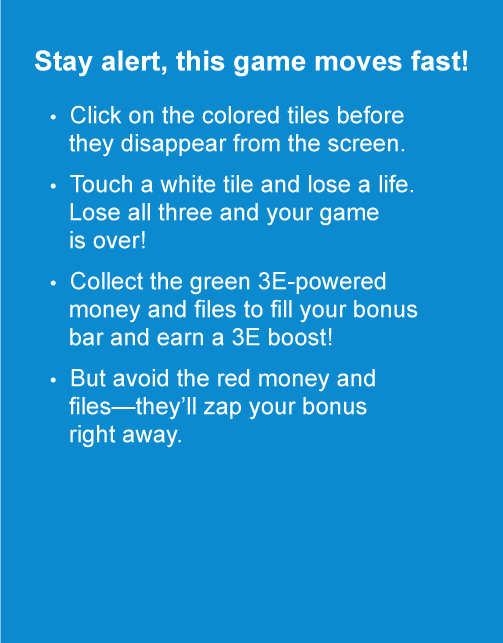 Stay alert, this game moves fast!
• Click on the colored tiles before
they disappear from the screen.
• Touch a white tile and lose a life.
Lose all three and your game
is over!
• Collect the green 3E-powered
money and files to fill your bonus
bar and earn a 3E boost!
• But avoid the red money and
files—they’ll zap your bonus
right away.